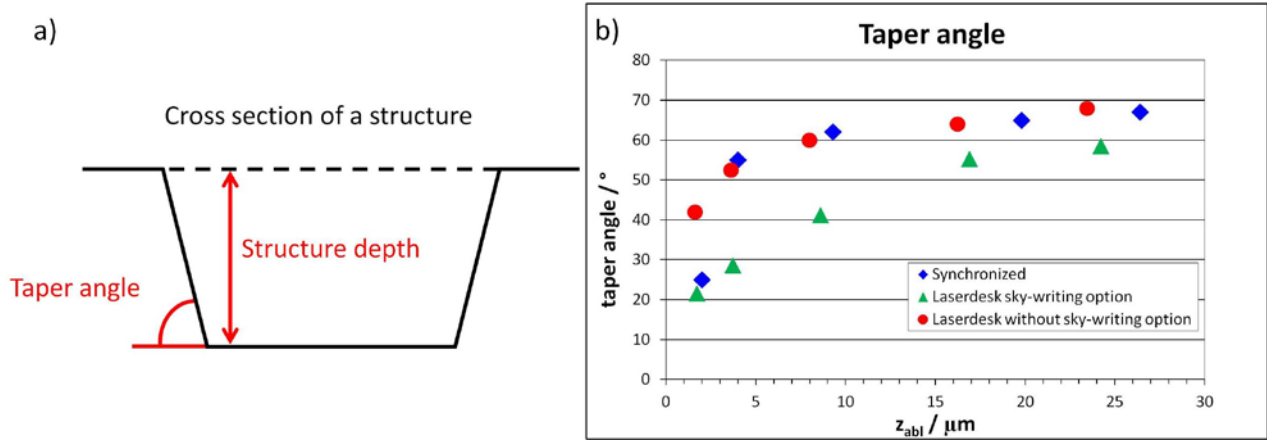 a)
Cross section of a structure
Structure depth
Taper angle
b)
Taper angle
taper angle / °
80
70
60
50
40
30
20
10
0
Synchronized
Laserdesk sky-writing option
Laserdesk without sky-writing option
0 5 10 15 20 25 30
z_abl / µm